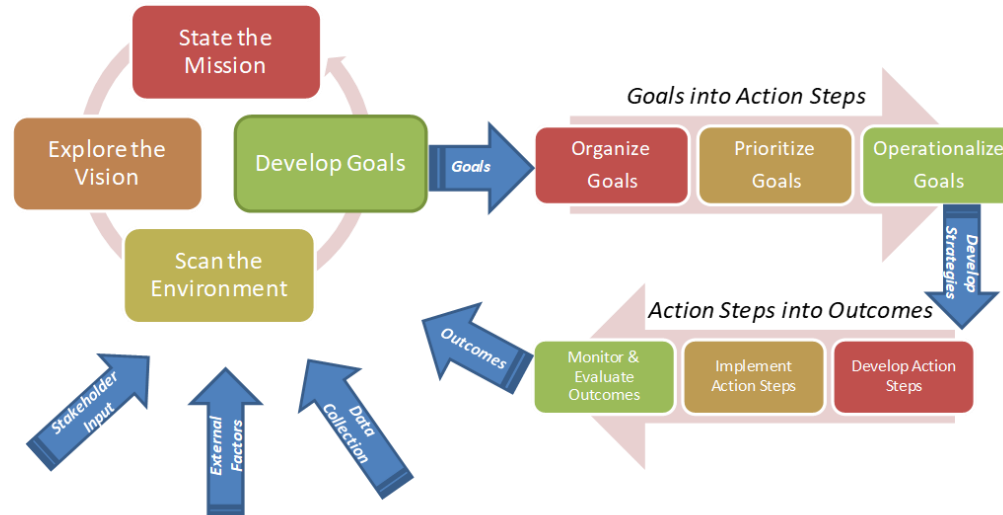 State the
Mission
Explore the
Vision
Develop Goals
Scan the
Environment
Goals
Goals into Action Steps
Organize
Goals
Prioritize
Goals
Operationalize
Goals
Develop
Strategies
Action Steps into Outcomes
Monitor &
Evaluate
Outcomes
Implement
Action Steps
Develop Action
Steps
Outcomes
Stakeholder
Input
External
Factors
Data
Collection